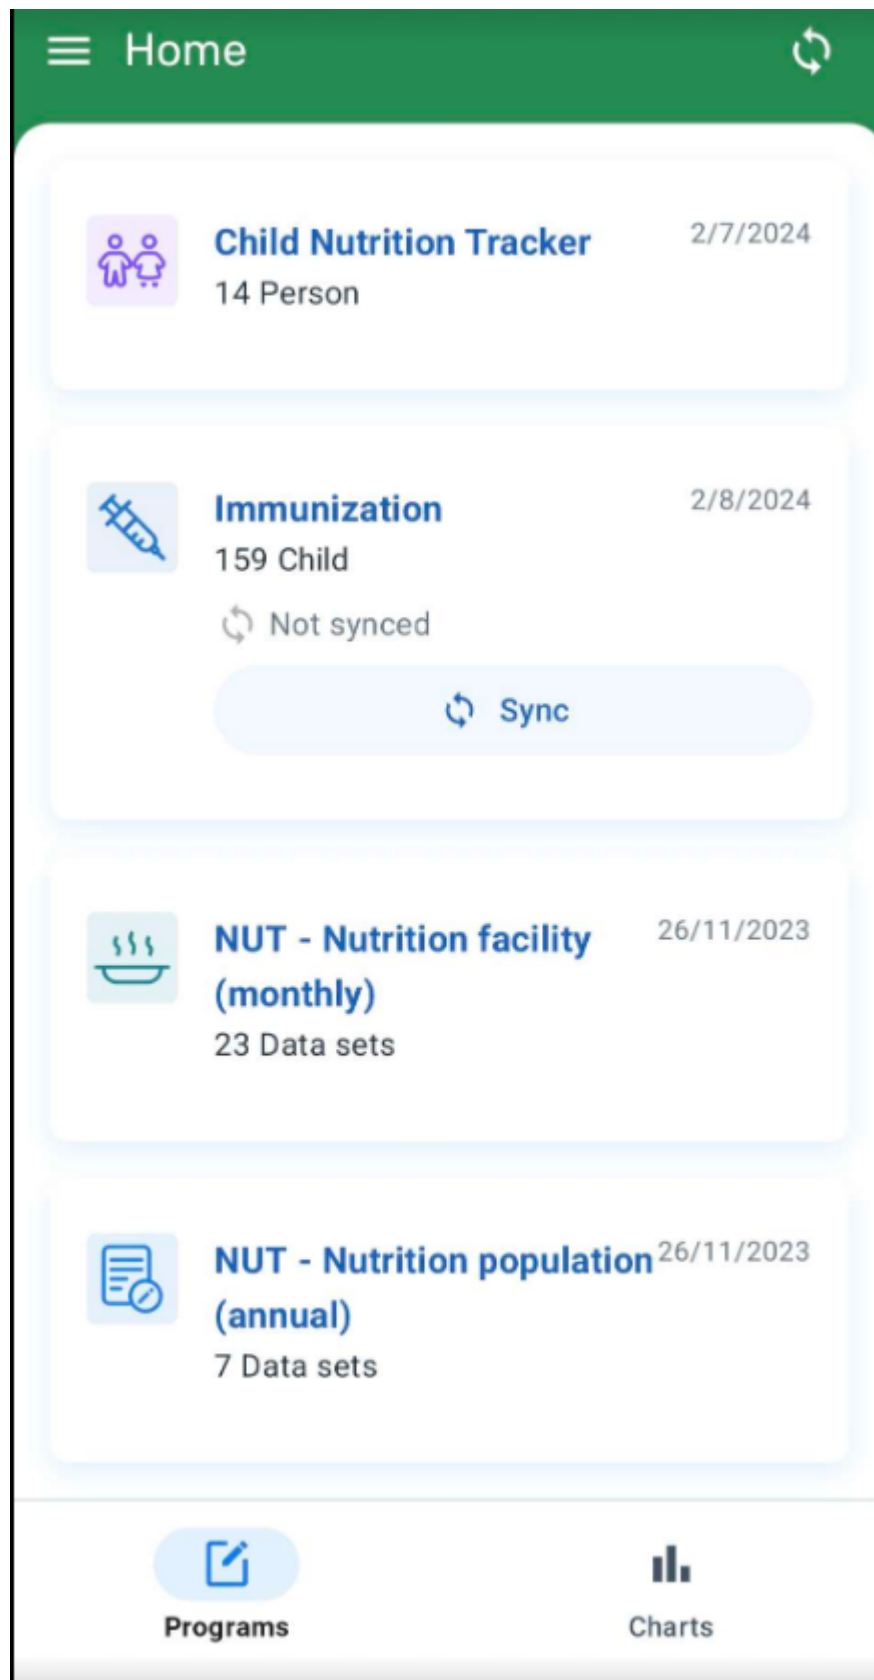 Home
Child Nutrition Tracker
2/7/2024
14 Person
Immunization
2/8/2024
159 Child
Not synced
Sync
NUT - Nutrition facility
26/11/2023
(monthly)
23 Data sets
NUT - Nutrition population
26/11/2023
(annual)
7 Data sets
Programs
Charts